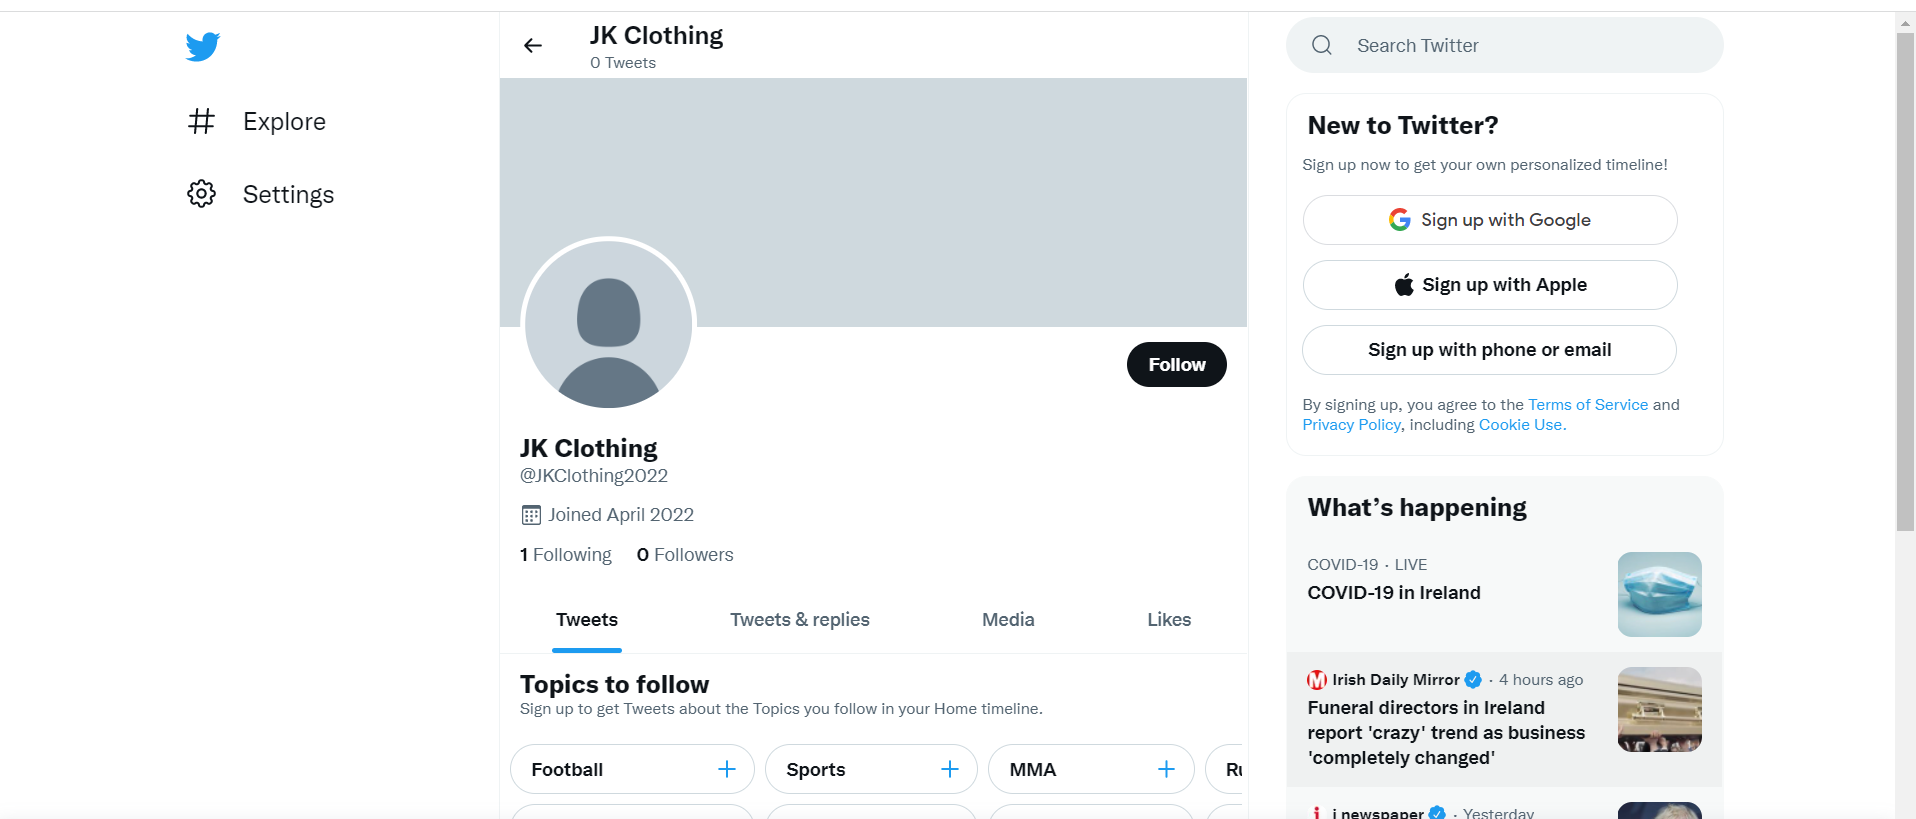 Explore
Settings
JK Clothing
0 Tweets
Follow
JK Clothing
@JKClothing2022
Joined April 2022
1 Following 0 Followers
Tweets Tweets & replies Media Likes
Topics to follow
Sign up to get Tweets about the Topics you follow in your Home timeline.
Football Sports MMA
Search Twitter
New to Twitter?
Sign up now to get your own personalized timeline!
Sign up with Google
Sign up with Apple
Sign up with phone or email
By signing up, you agree to the Terms of Service and
Privacy Policy, including Cookie Use.
What’s happening
COVID-19 · LIVE
COVID-19 in Ireland
Irish Daily Mirror · 4 hours ago
Funeral directors in Ireland
report 'crazy' trend as business
'completely changed'
i newspaper · Yesterday